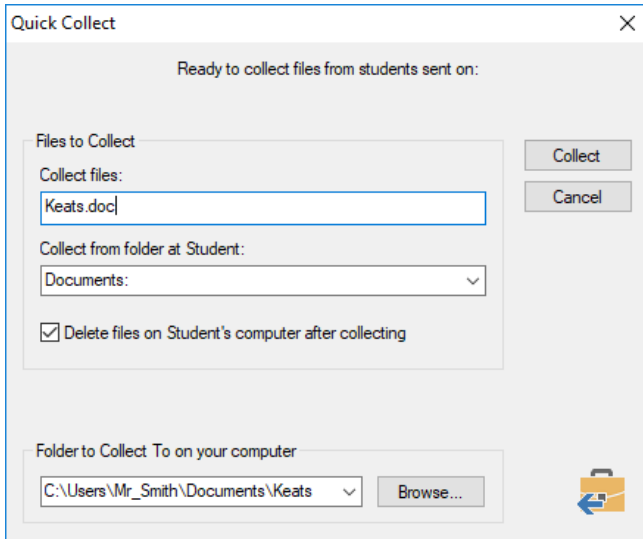 Quick Collect
Ready to collect files from students sent on:
Files to Collect
Collect files:
Keats.doc
Collect from folder at Student:
Documents:
Delete files on Student's computer after collecting
Collect
Cancel
Folder to Collect To on your computer
C:\Users\Mr_Smith\Documents\Keats
Browse...